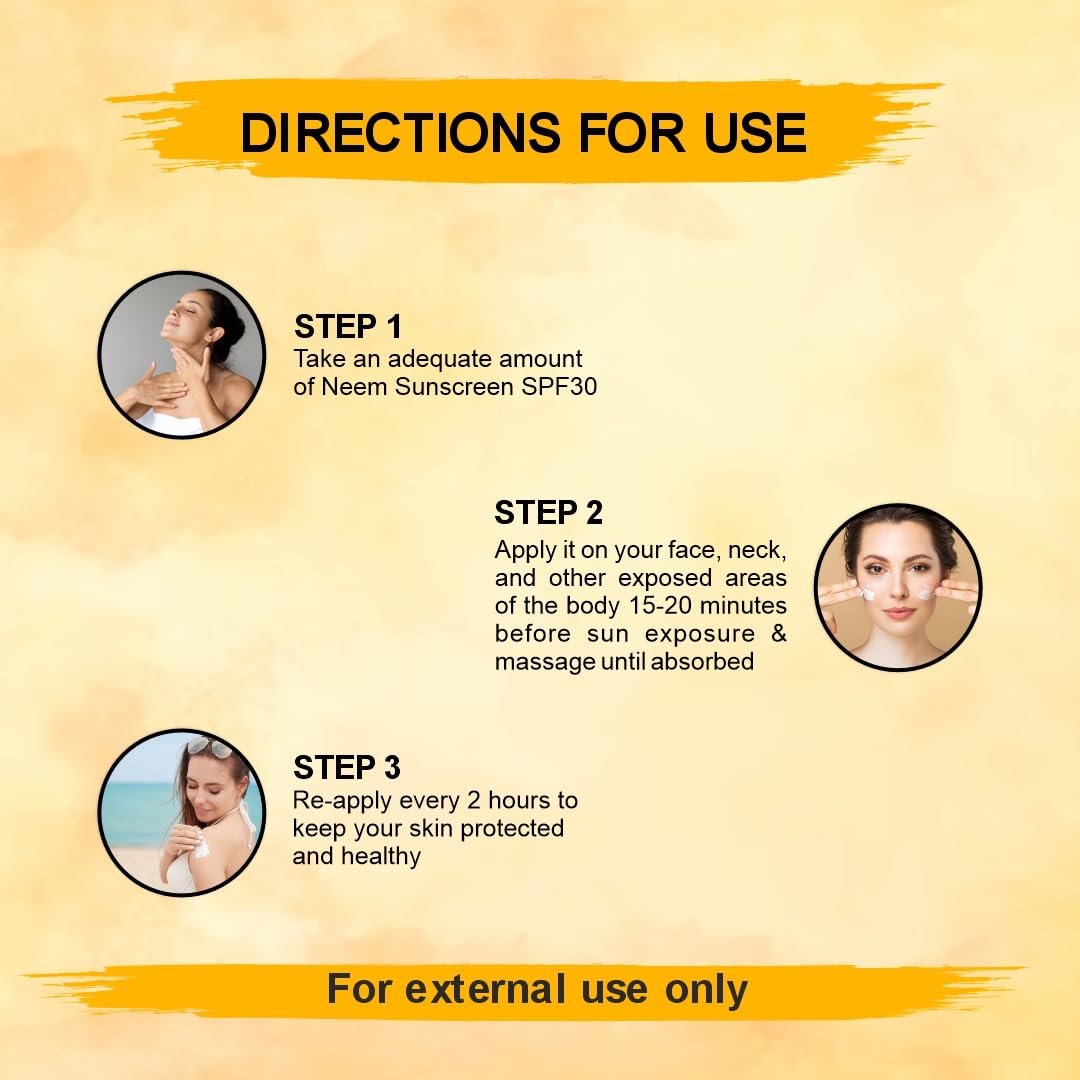 DIRECTIONS FOR USE
STEP 1
Take an adequate amount
of Neem Sunscreen SPF30
STEP 2
Apply it on your face, neck,
and other exposed areas
of the body 15-20 minutes
before sun exposure &
massage until absorbed
STEP 3
Re-apply every 2 hours to
keep your skin protected
and healthy
For external use only